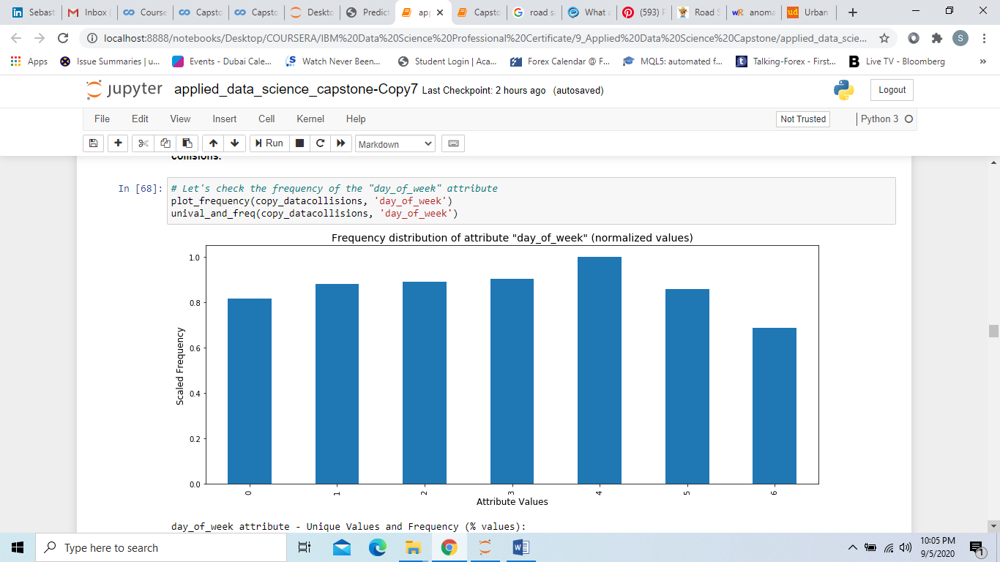 Sebast
Inbox (
Course
Capsto
Capsto
Deskto
Predict
app
Capsto
road sa
What a
(593) P
Road S
anoma
Urban
localhost:8888/notebooks/Desktop/COURSERA/IBM%20Data%20Science%20Professional%20Certificate/9_Applied%20Data%20Science%20Capstone/applied_data_scie...
S
Apps
Issue Summaries | u...
Events - Dubai Cale...
Watch Never Been...
Student Login | Aca...
Forex Calendar @ F...
MQL5: automated f...
Talking-Forex - First...
Live TV - Bloomberg
»
jupyter applied_data_science_capstone-Copy7 Last Checkpoint: 2 hours ago (autosaved)
Logout
File Edit View Insert Cell Kernel Help
Not Trusted
Python 3
Run
Markdown
collisions.
In [68]: # Let's check the frequency of the "day_of_week" attribute
plot_frequency(copy_datacollisions, 'day_of_week')
unival_and_freq(copy_datacollisions, 'day_of_week')
Frequency distribution of attribute "day_of_week" (normalized values)
1.0
0.8
0.6
0.4
0.2
0.0
Scaled Frequency
0 1 2 3 4 5 6
Attribute Values
day_of_week attribute - Unique Values and Frequency (% values):
Type here to search
10:05 PM
9/5/2020
1